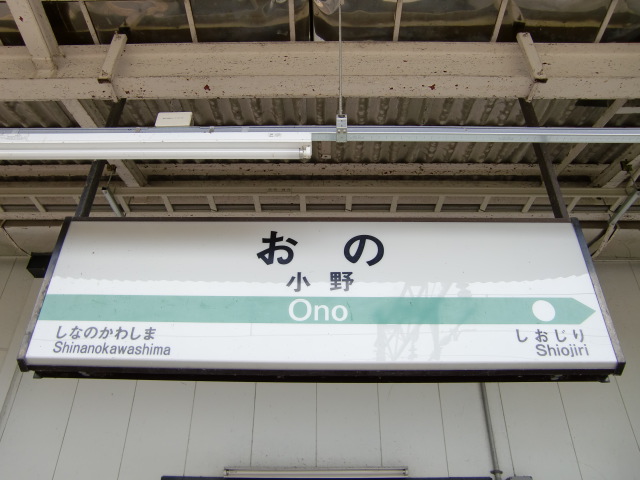 おの
小野
Ono
しなのかわしま
Shinanokawashima
しおじり
Shiojiri